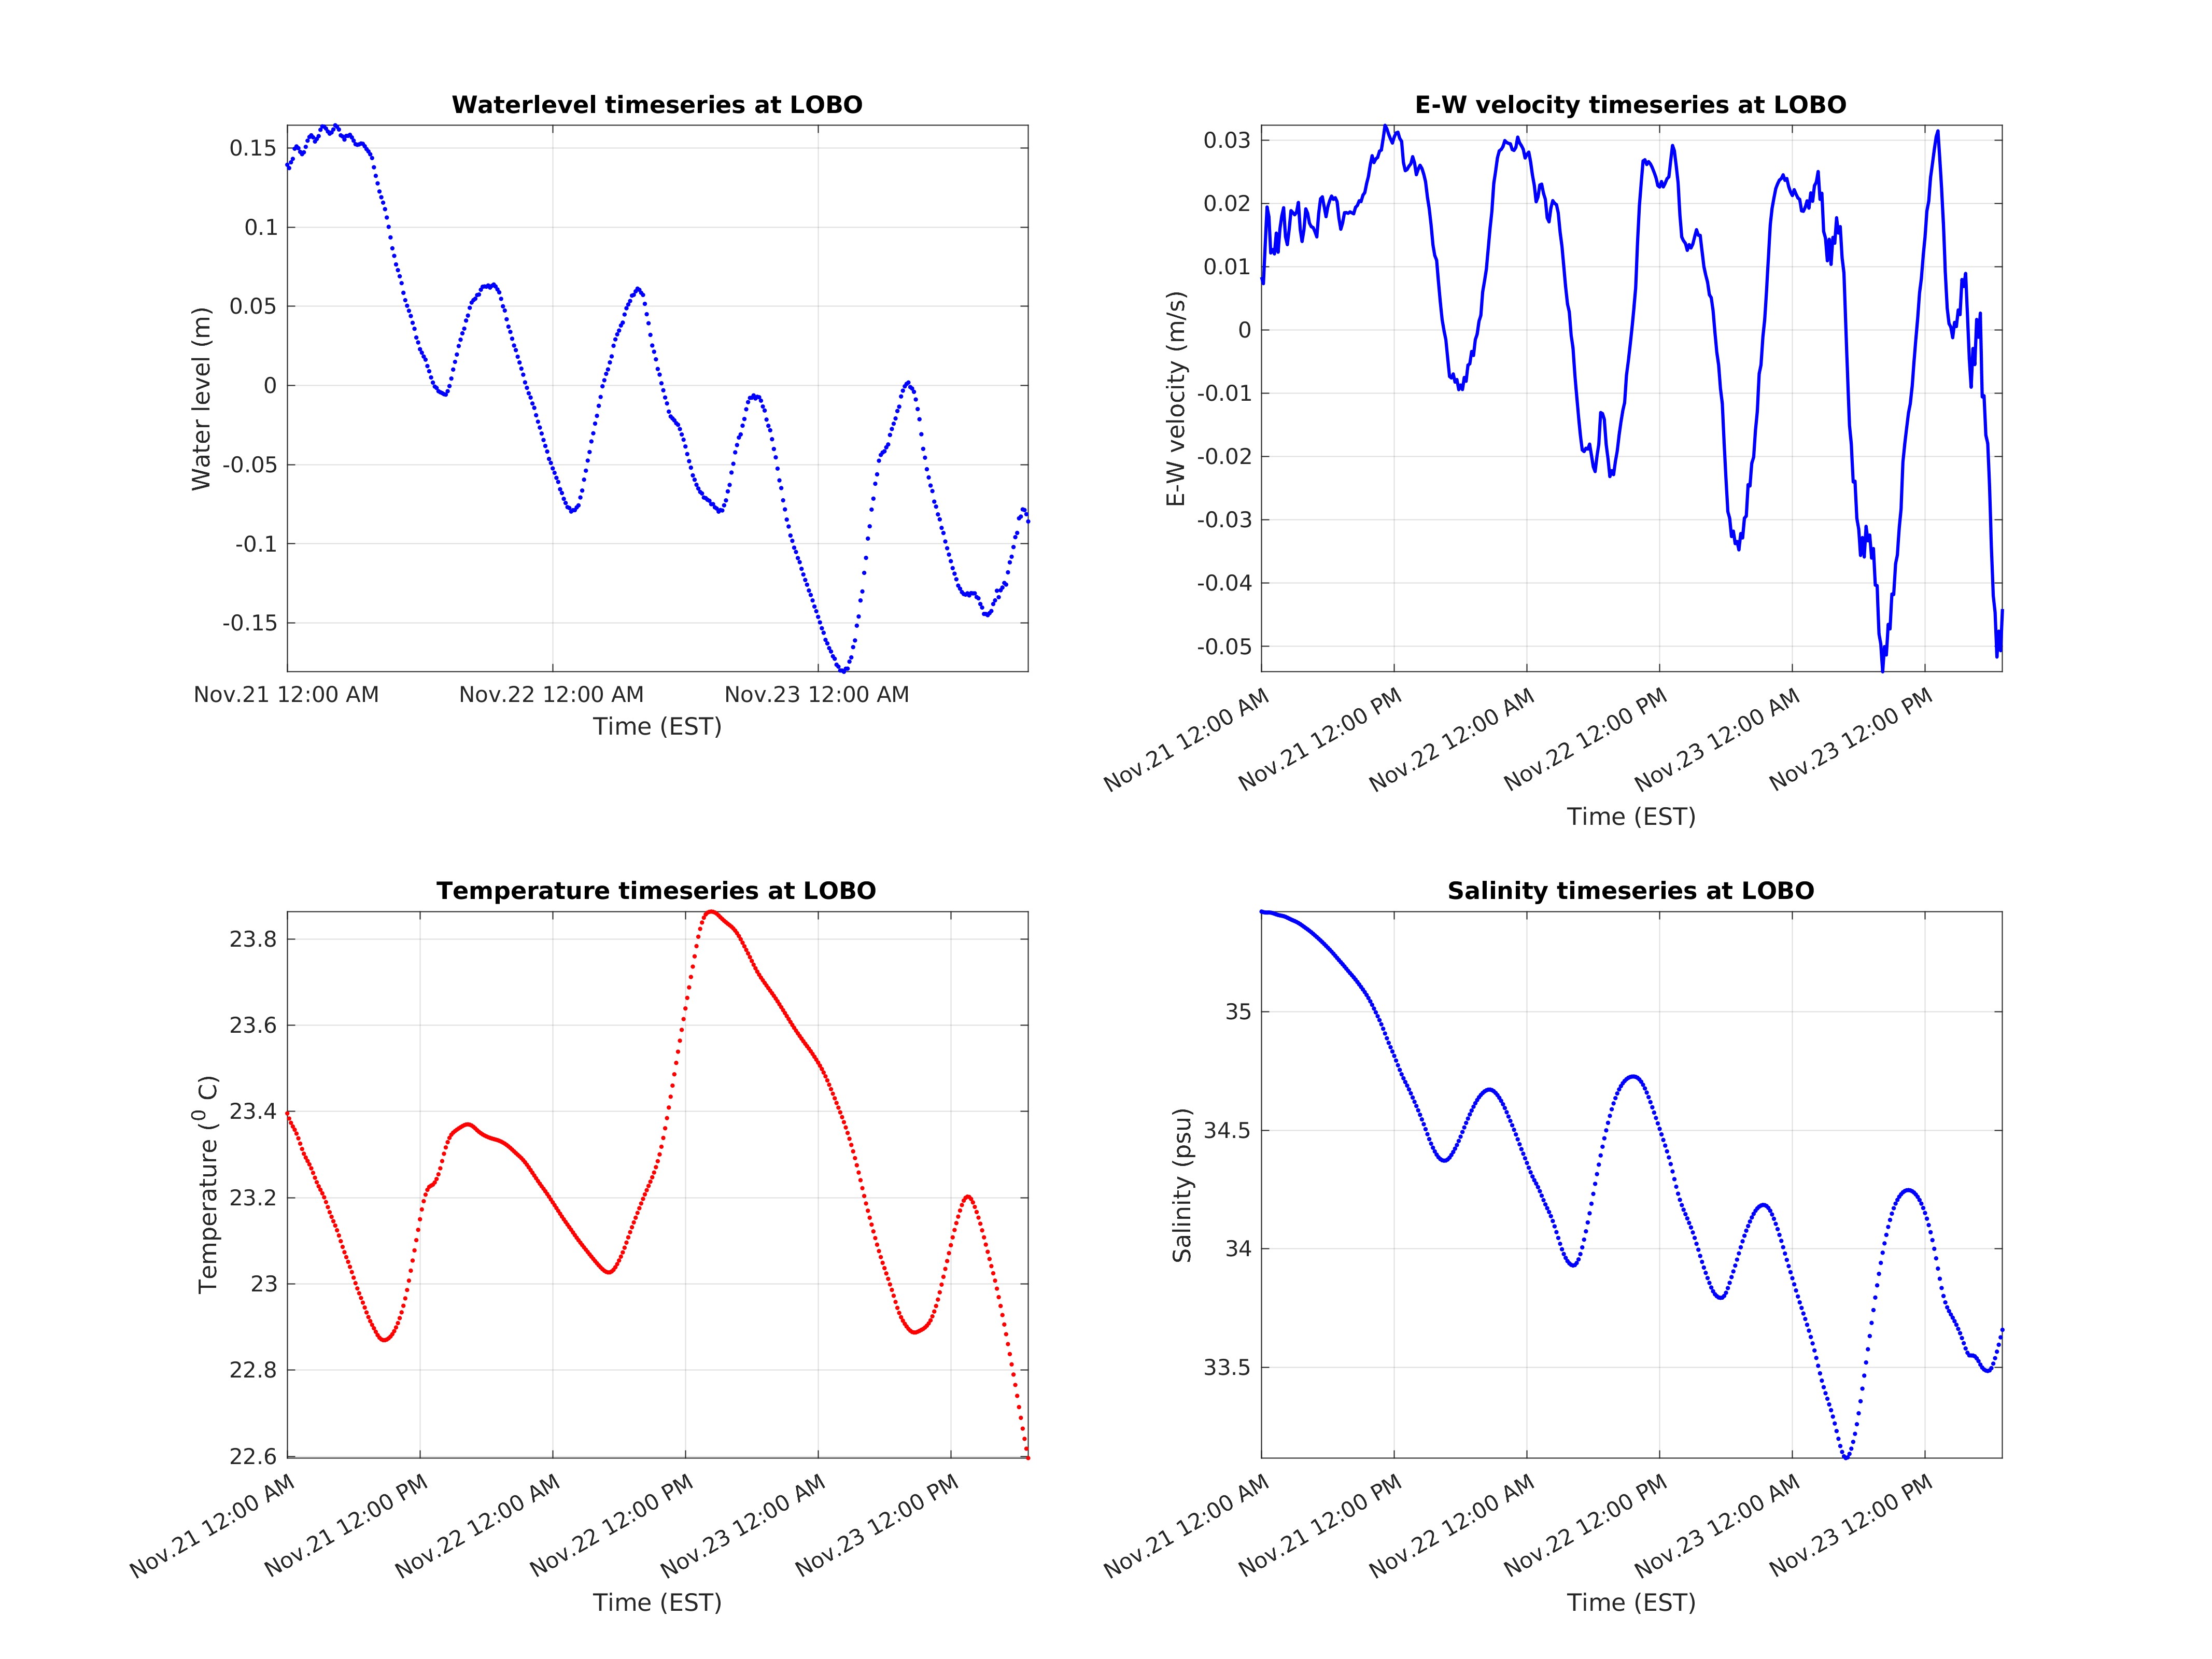 Waterlevel timeseries at LOBO
0.15
0.1
0.05
0
-0.05
-0.1
-0.15
Water level (m)
Nov.21 12:00 AM
Nov.22 12:00 AM
Nov.23 12:00 AM
Time (EST)
E-W velocity timeseries at LOBO
0.03
0.02
0.01
0
-0.01
-0.02
-0.03
-0.04
-0.05
E-W velocity (m/s)
Nov.21 12:00 AM
Nov.21 12:00 PM
Nov.22 12:00 AM
Nov.22 12:00 PM
Nov.23 12:00 AM
Nov.23 12:00 PM
Time (EST)
Temperature timeseries at LOBO
23.8
23.6
23.4
23.2
23
22.8
22.6
Temperature (⁰ C)
Nov.21 12:00 AM
Nov.21 12:00 PM
Nov.22 12:00 AM
Nov.22 12:00 PM
Nov.23 12:00 AM
Nov.23 12:00 PM
Time (EST)
Salinity timeseries at LOBO
35
34.5
34
33.5
Salinity (psu)
Nov.21 12:00 AM
Nov.21 12:00 PM
Nov.22 12:00 AM
Nov.22 12:00 PM
Nov.23 12:00 AM
Nov.23 12:00 PM
Time (EST)